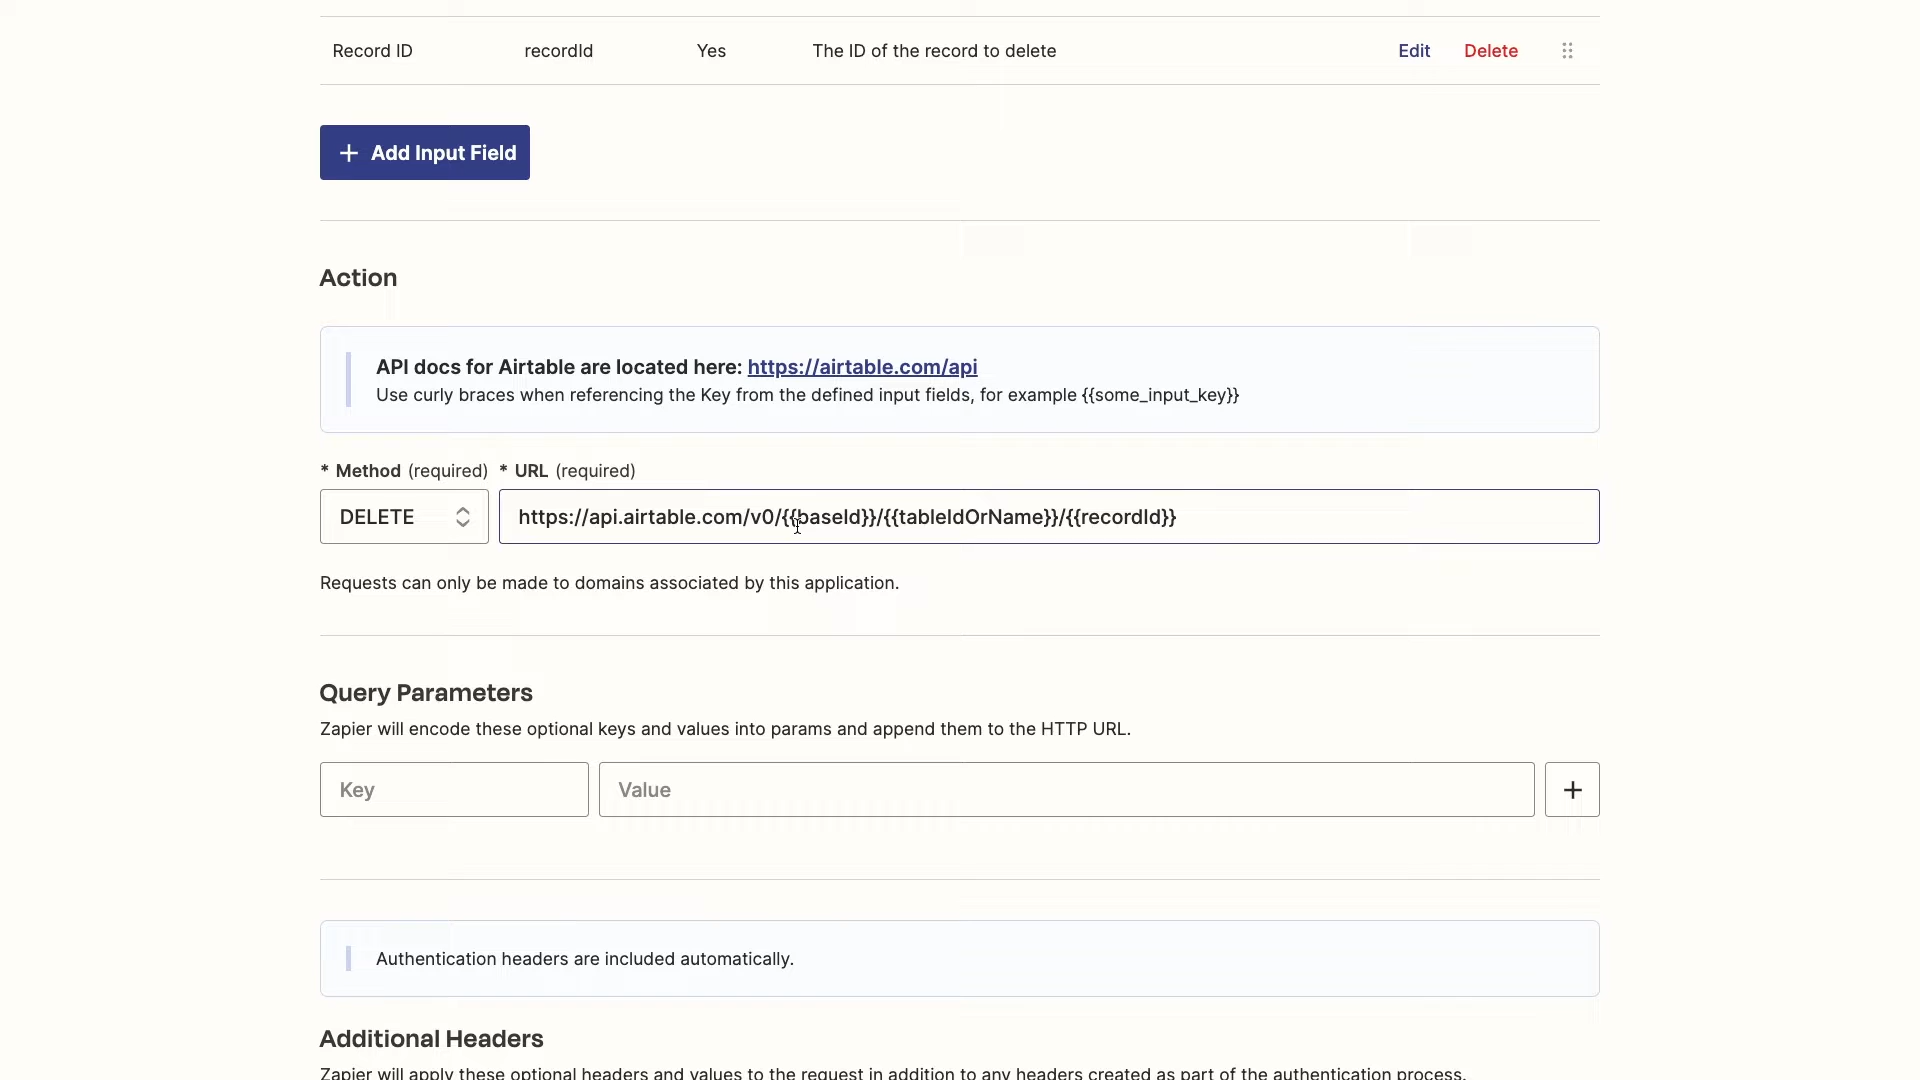 Record ID recordId Yes The ID of the record to delete Edit Delete
+ Add Input Field
Action
API docs for Airtable are located here: https://airtable.com/api
Use curly braces when referencing the Key from the defined input fields, for example {{some_input_key}}
* Method (required) * URL (required)
DELETE https://api.airtable.com/v0/{{baseId}}/{{tableIdOrName}}/{{recordId}}
Requests can only be made to domains associated by this application.
Query Parameters
Zapier will encode these optional keys and values into params and append them to the HTTP URL.
Key Value +
Authentication headers are included automatically.
Additional Headers
Zapier will apply these optional headers and values to the request in addition to any headers created as part of the authentication process.